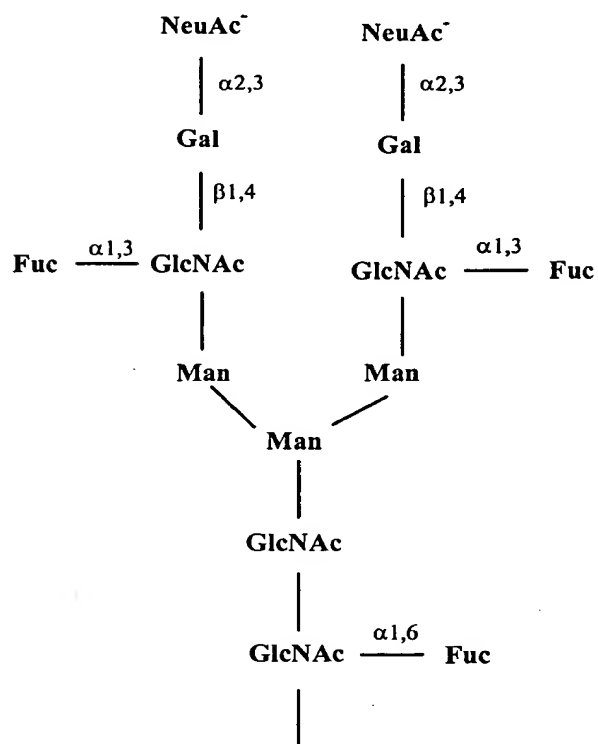 NeuAc⁻ NeuAc⁻
α2,3 α2,3
Gal Gal
β1,4 β1,4
Fuc α1,3 GlcNAc GlcNAc α1,3 Fuc
Man Man
Man
GlcNAc
GlcNAc α1,6 Fuc